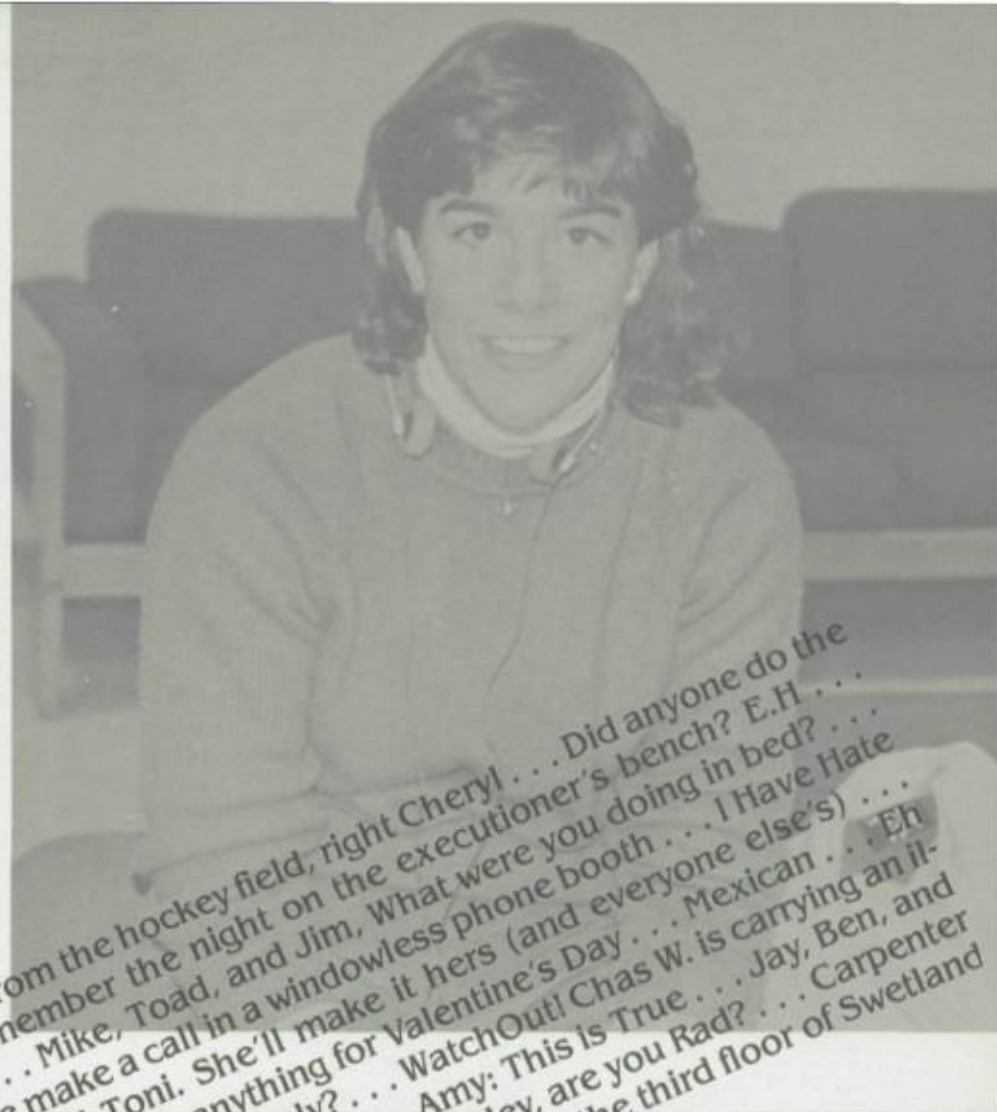 om the hockey field, right Cheryl . . . Did anyone do the
member the night on the executioner's bench? E.H . . .
. . Mike, Toad, and Jim, What were you doing in bed? . . .
make a call in a windowless phone booth . . . I Have Hate
Toni. She'll make it hers (and everyone else's) . . .
anything for Valentine's Day . . . Mexican . . . Eh
. . . WatchOut! Chas W. is carrying an il-
Amy: This is True . . . Jay, Ben, and
are you Rad? . . . Carpenter
the third floor of Swetland